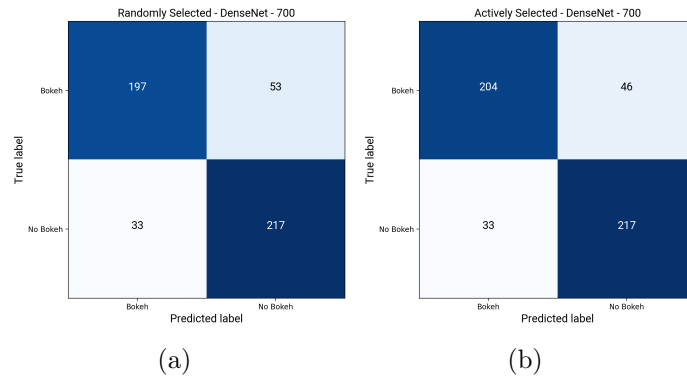 Randomly Selected - DenseNet - 700
True label
Bokeh
197
53
No Bokeh
33
217
Bokeh
No Bokeh
Predicted label
(a)
Actively Selected - DenseNet - 700
True label
Bokeh
204
46
No Bokeh
33
217
Bokeh
No Bokeh
Predicted label
(b)